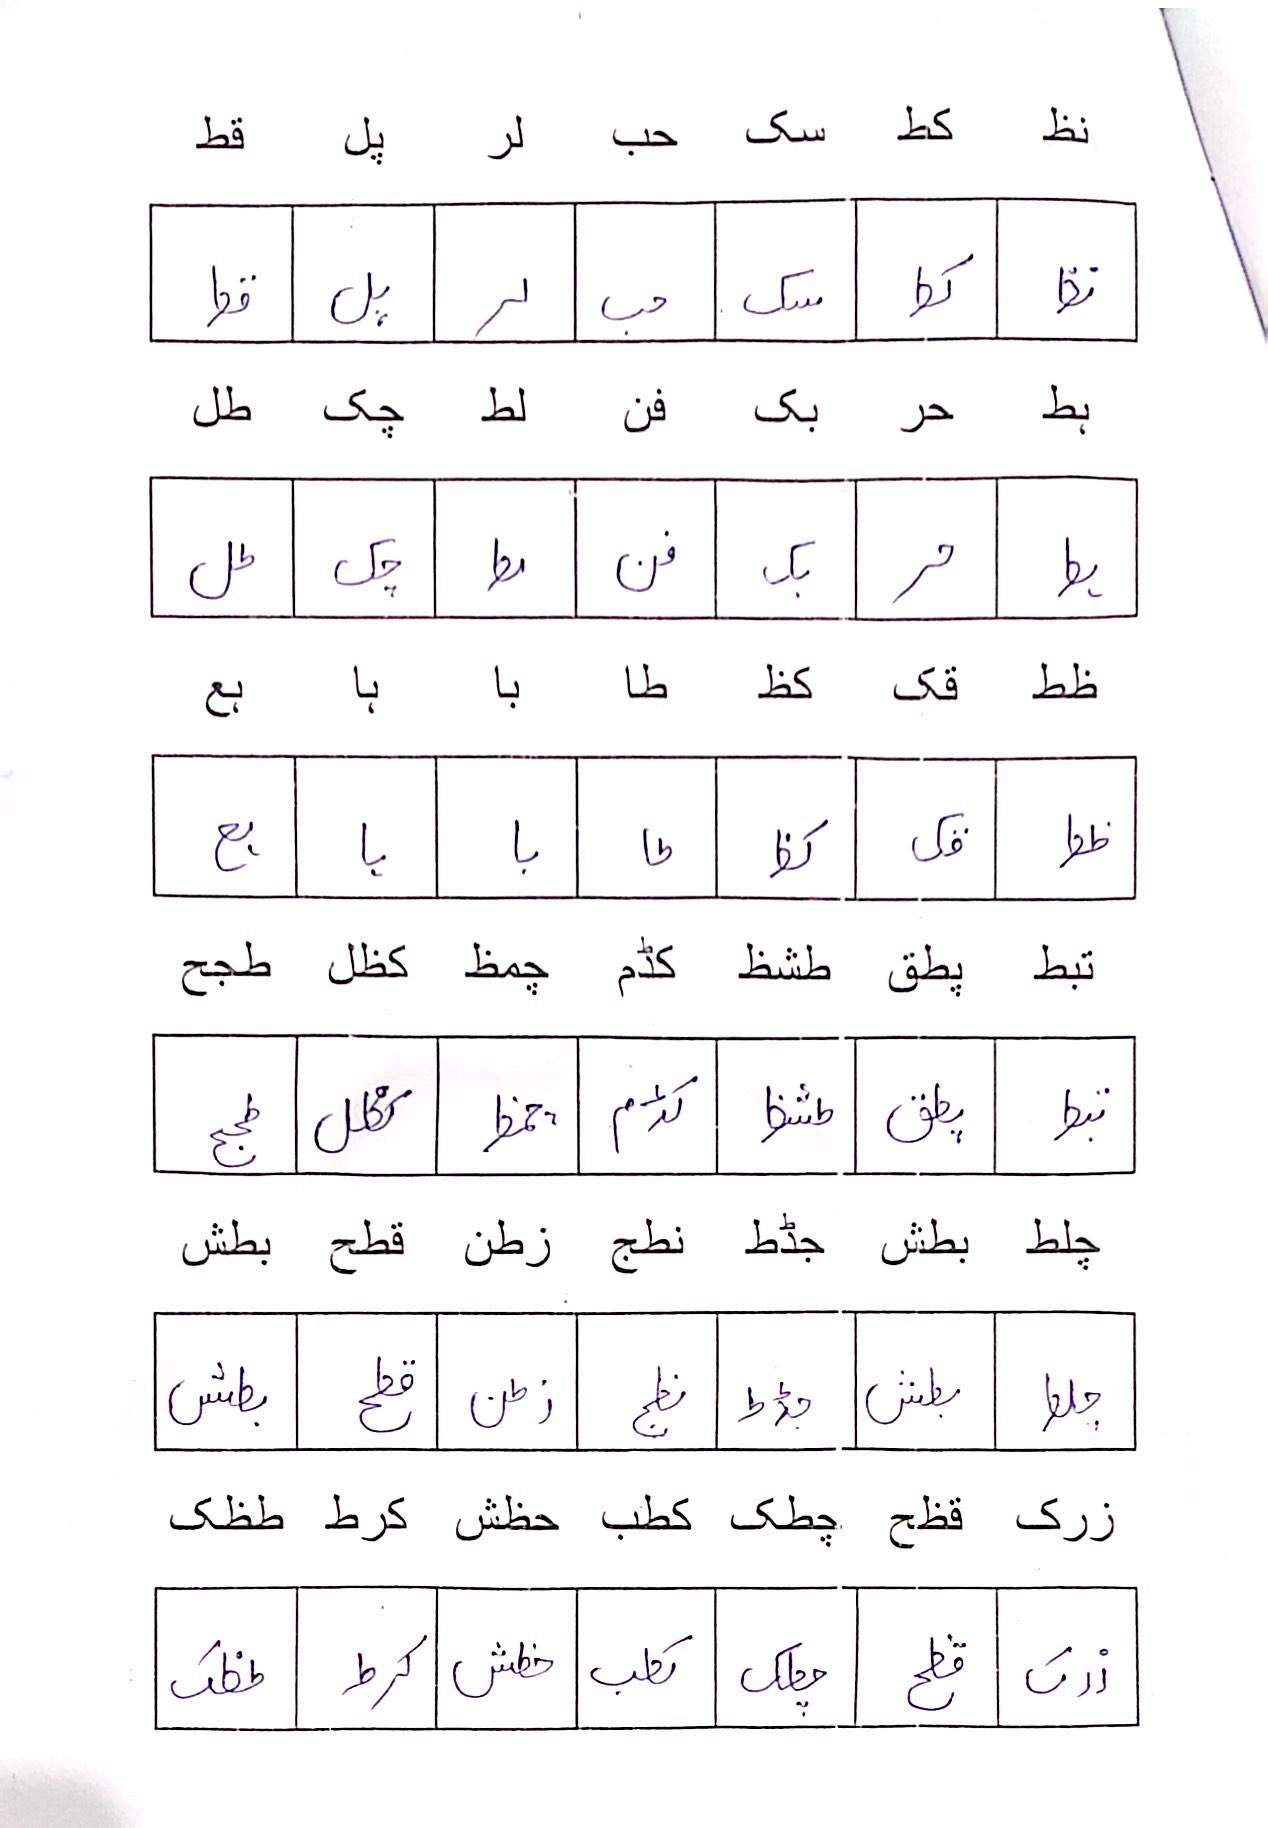 نظ کط سک حب لر پل قط
نظ کط سک حب لر پل قط
ہط حر بک فن لط چک طل
ہط حر بک فن لط چک طل
ظط قک کظ طا با ہا ہع
ظط قک کظ طا با ہا ہع
تبط پطق طشظ کڈم چمظ کظل طجح
تبط پطق طشظ کڈم چمظ کظل طجح
چلط بطش جڈط نطج زطن قطح بطش
چلط بطش جڈط نطج زطن قطح بطش
زرک قظح چطک کطب حظش کرط طظک
زرک قظح چطک کطب حظش کرط طظک